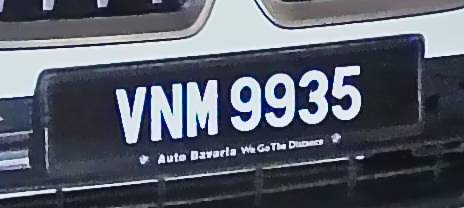 VNM 9935
Auto Bavaria We Go The Distance